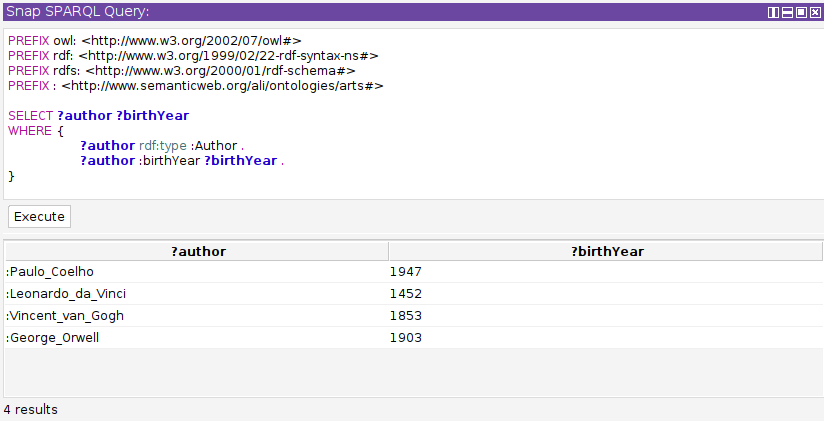 Snap SPARQL Query:
PREFIX owl: <http://www.w3.org/2002/07/owl#>
PREFIX rdf: <http://www.w3.org/1999/02/22-rdf-syntax-ns#>
PREFIX rdfs: <http://www.w3.org/2000/01/rdf-schema#>
PREFIX : <http://www.semanticweb.org/ali/ontologies/arts#>
SELECT ?author ?birthYear
WHERE {
?author rdf:type :Author .
?author :birthYear ?birthYear .
}
Execute
?author ?birthYear
:Paulo_Coelho 1947
:Leonardo_da_Vinci 1452
:Vincent_van_Gogh 1853
:George_Orwell 1903
4 results